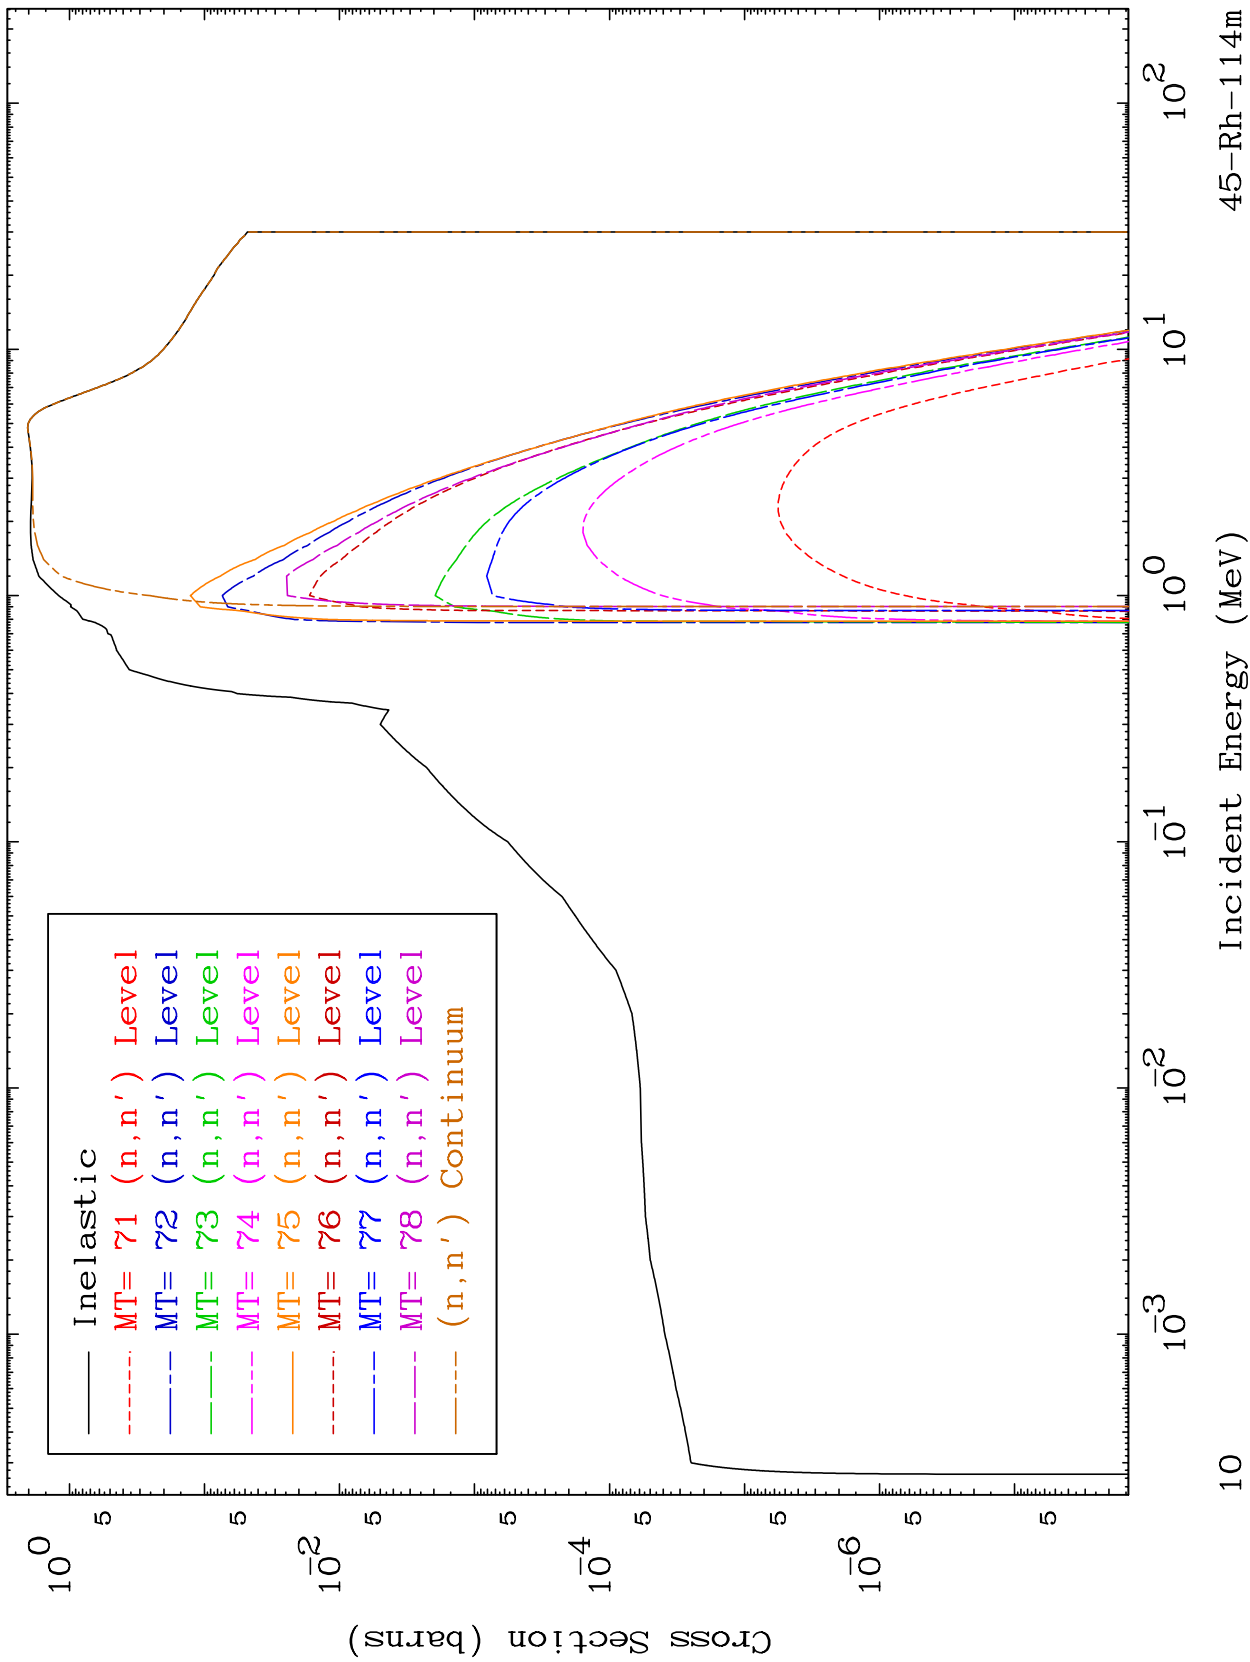 Inelastic
MT= 71 (n,n') Level
MT= 72 (n,n') Level
MT= 73 (n,n') Level
MT= 74 (n,n') Level
MT= 75 (n,n') Level
MT= 76 (n,n') Level
MT= 77 (n,n') Level
MT= 78 (n,n') Level
(n,n') Continuum
Cross Section (barns)
10^0
5
5
10^-2
5
5
10^-4
5
5
10^-6
5
5
10
10^-3
10^-2
10^-1
10^0
10^1
10^2
Incident Energy (MeV)
45-Rh-114m